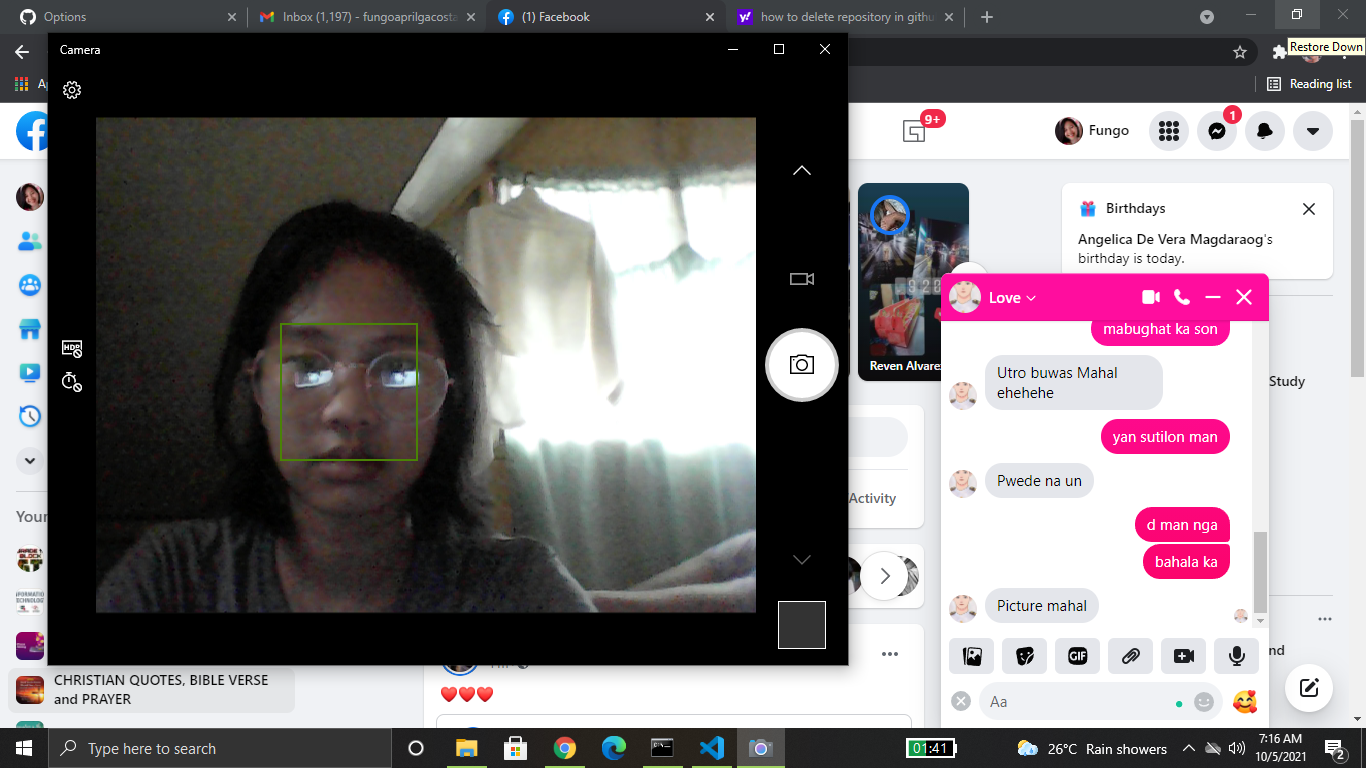 Options
Inbox (1,197) - fungoaprilgacosta
(1) Facebook
how to delete repository in githu
Restore Down
Reading list
Camera
9+
Fungo
1
Birthdays
Angelica De Vera Magdaraog's
birthday is today.
Reven Alvarez
Love
mabughat ka son
Utro buwas Mahal
ehehehe
yan sutilon man
Pwede na un
d man nga
bahala ka
Picture mahal
Study
Activity
Your
CHRISTIAN QUOTES, BIBLE VERSE
and PRAYER
GIF
Aa
Type here to search
01:41
26°C Rain showers
7:16 AM
10/5/2021
2